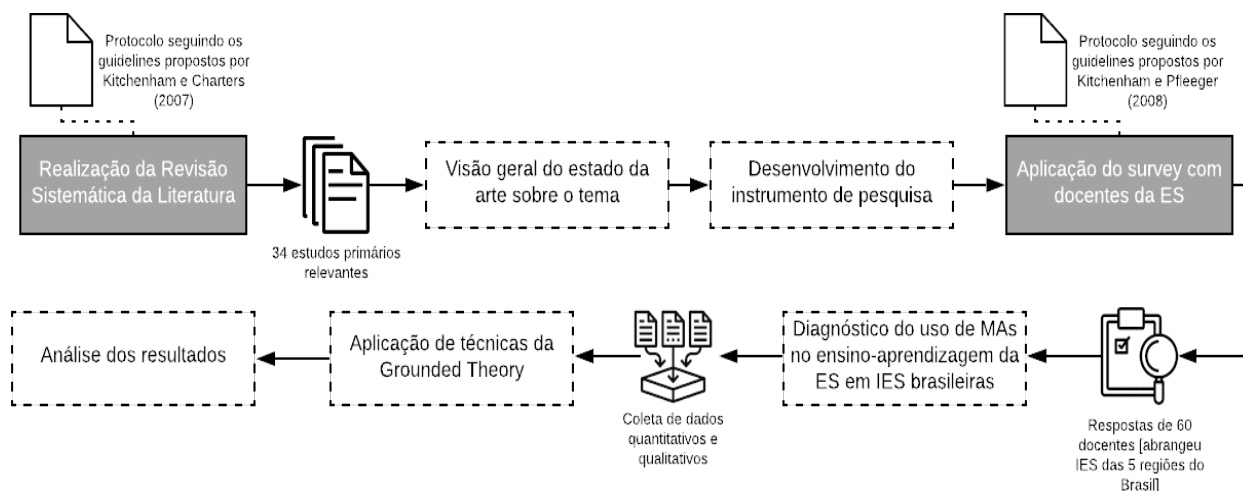 Protocolo seguindo os
guidelines propostos por
Kitchenham e Charters
(2007)
Realização da Revisão
Sistemática da Literatura
34 estudos primários
relevantes
Visão geral do estado da
arte sobre o tema
Desenvolvimento do
instrumento de pesquisa
Protocolo seguindo os
guidelines propostos por
Kitchenham e Pfleeger
(2008)
Aplicação do survey com
docentes da ES
Respostas de 60
docentes [abrangeu
IES das 5 regiões do
Brasil]
Diagnóstico do uso de MAs
no ensino-aprendizagem da
ES em IES brasileiras
Coleta de dados
quantitativos e
qualitativos
Aplicação de técnicas da
Grounded Theory
Análise dos resultados